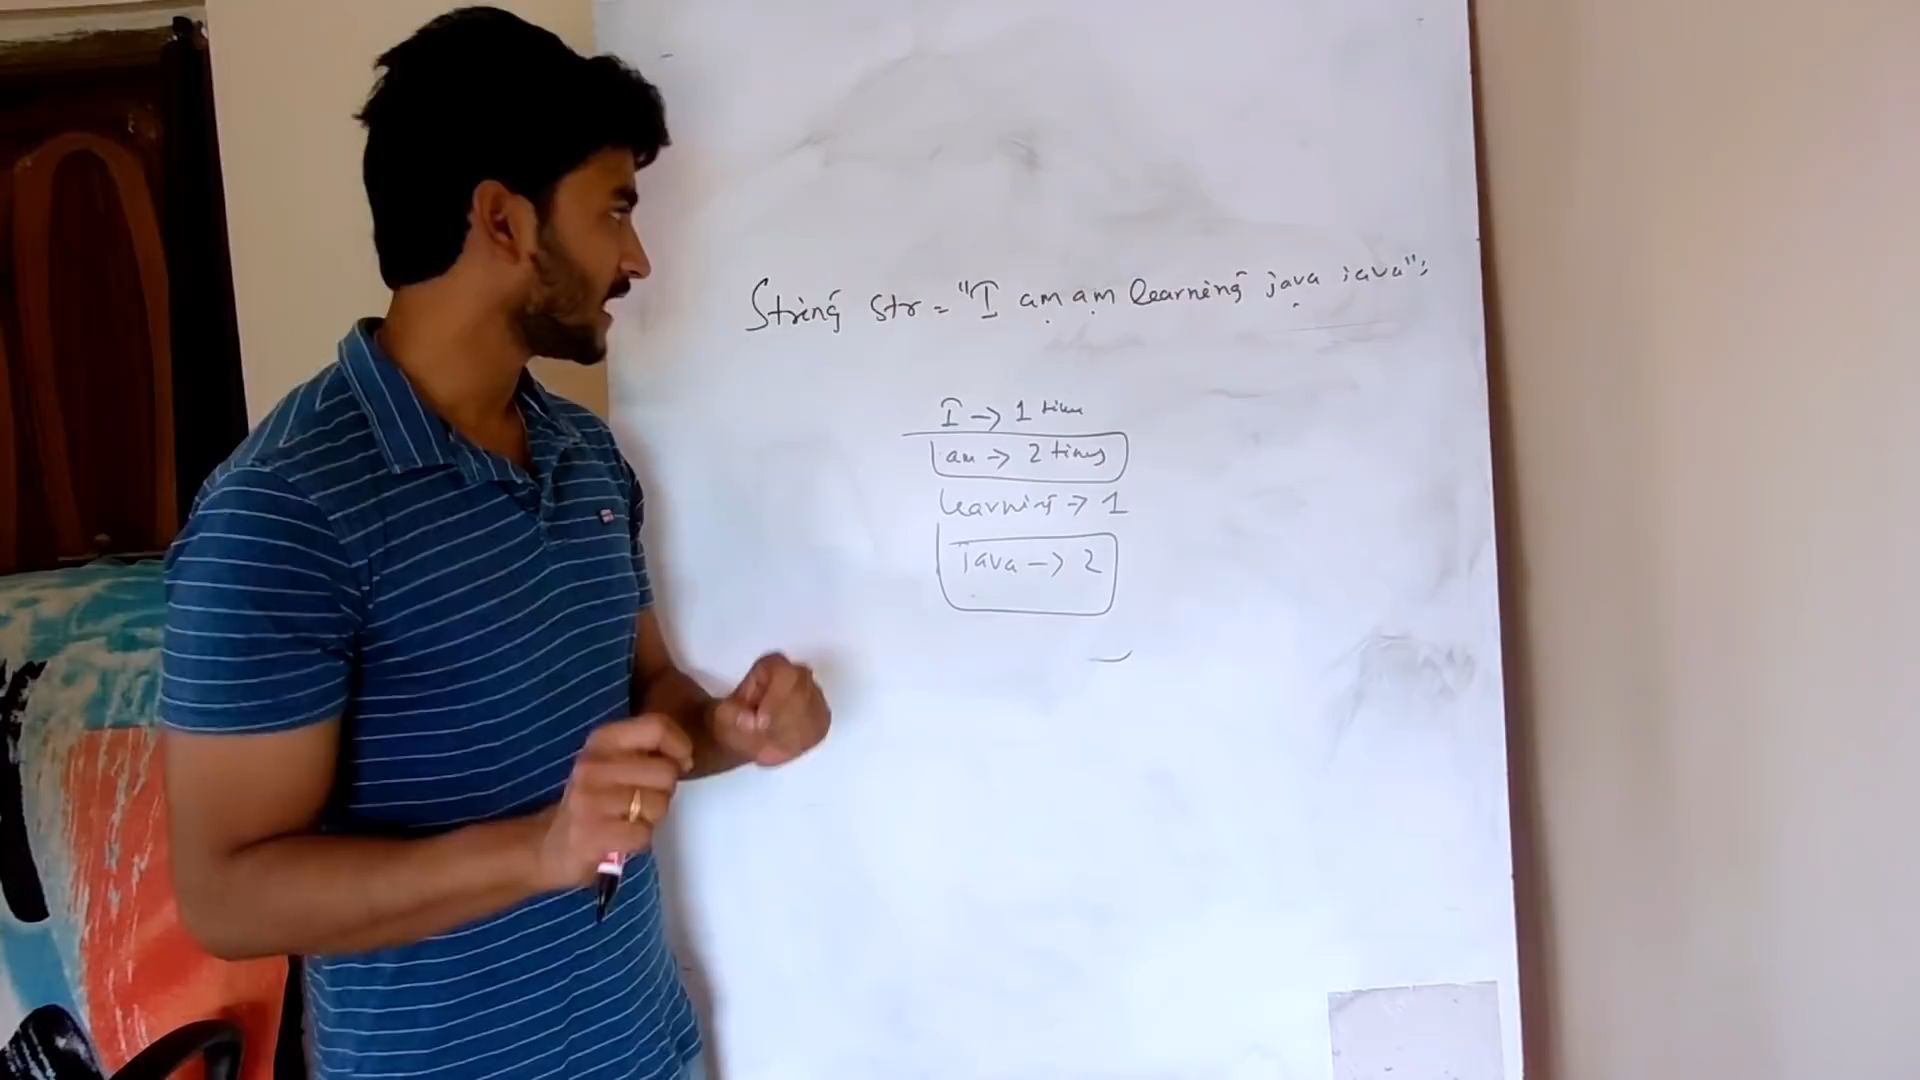 String str = "I am am learning java java";
I -> 1 time
am -> 2 times
learning -> 1
java -> 2